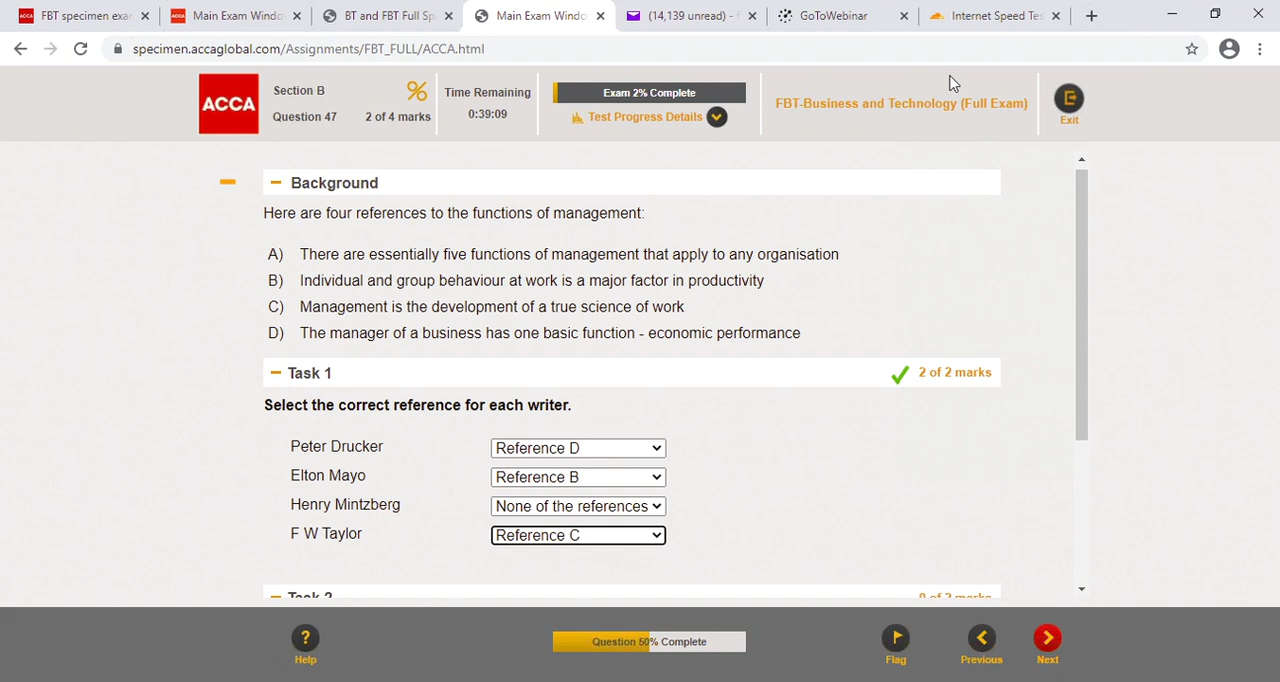 FBT specimen exar
Main Exam Windo
BT and FBT Full Sp
Main Exam Windo
(14,139 unread) - f
GoToWebinar
Internet Speed Tes
specimen.accaglobal.com/Assignments/FBT_FULL/ACCA.html
ACCA
Section B
Question 47
%
2 of 4 marks
Time Remaining
0:39:09
Exam 2% Complete
Test Progress Details
FBT-Business and Technology (Full Exam)
Exit
Background
Here are four references to the functions of management:
A) There are essentially five functions of management that apply to any organisation
B) Individual and group behaviour at work is a major factor in productivity
C) Management is the development of a true science of work
D) The manager of a business has one basic function - economic performance
Task 1
2 of 2 marks
Select the correct reference for each writer.
Peter Drucker Reference D
Elton Mayo Reference B
Henry Mintzberg None of the references
F W Taylor Reference C
Task 2
0 of 2 marks
? Help
Question 50% Complete
Flag
Previous
Next